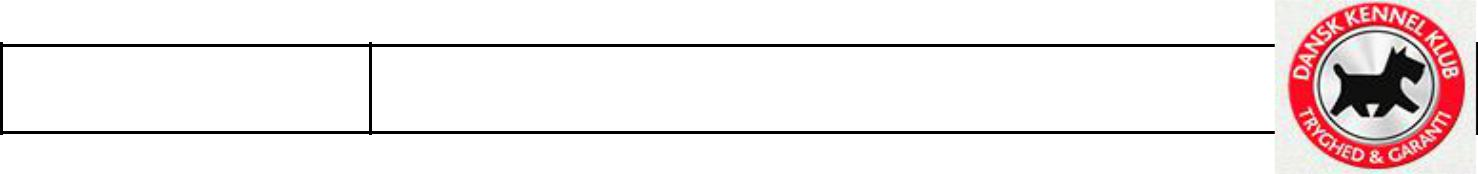 DANSK KENNEL KLUB
TRYGHED & GARANTI